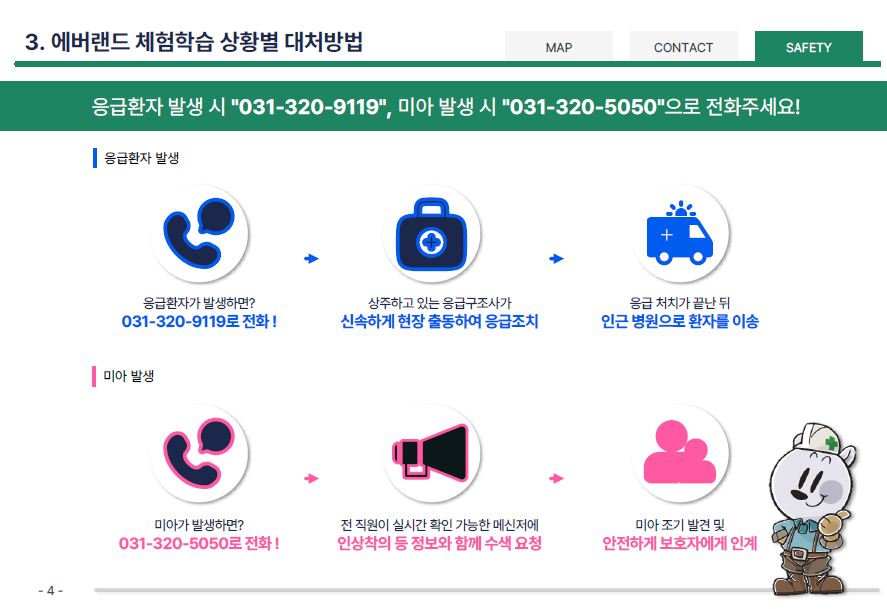 3. 에버랜드 체험학습 상황별 대처방법
MAP
CONTACT
SAFETY
응급환자 발생 시 "031-320-9119", 미아 발생 시 "031-320-5050"으로 전화주세요!
응급환자 발생
응급환자가 발생하면?
031-320-9119로 전화 !
상주하고 있는 응급구조사가
신속하게 현장 출동하여 응급조치
응급 처치가 끝난 뒤
인근 병원으로 환자를 이송
미아 발생
미아가 발생하면?
031-320-5050로 전화 !
전 직원이 실시간 확인 가능한 메신저에
인상착의 등 정보와 함께 수색 요청
미아 조기 발견 및
안전하게 보호자에게 인계
- 4 -